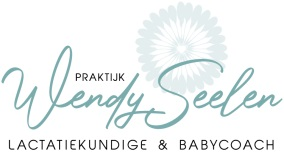 PRAKTIJK
Wendy Seelen
LACTATIEKUNDIGE & BABYCOACH